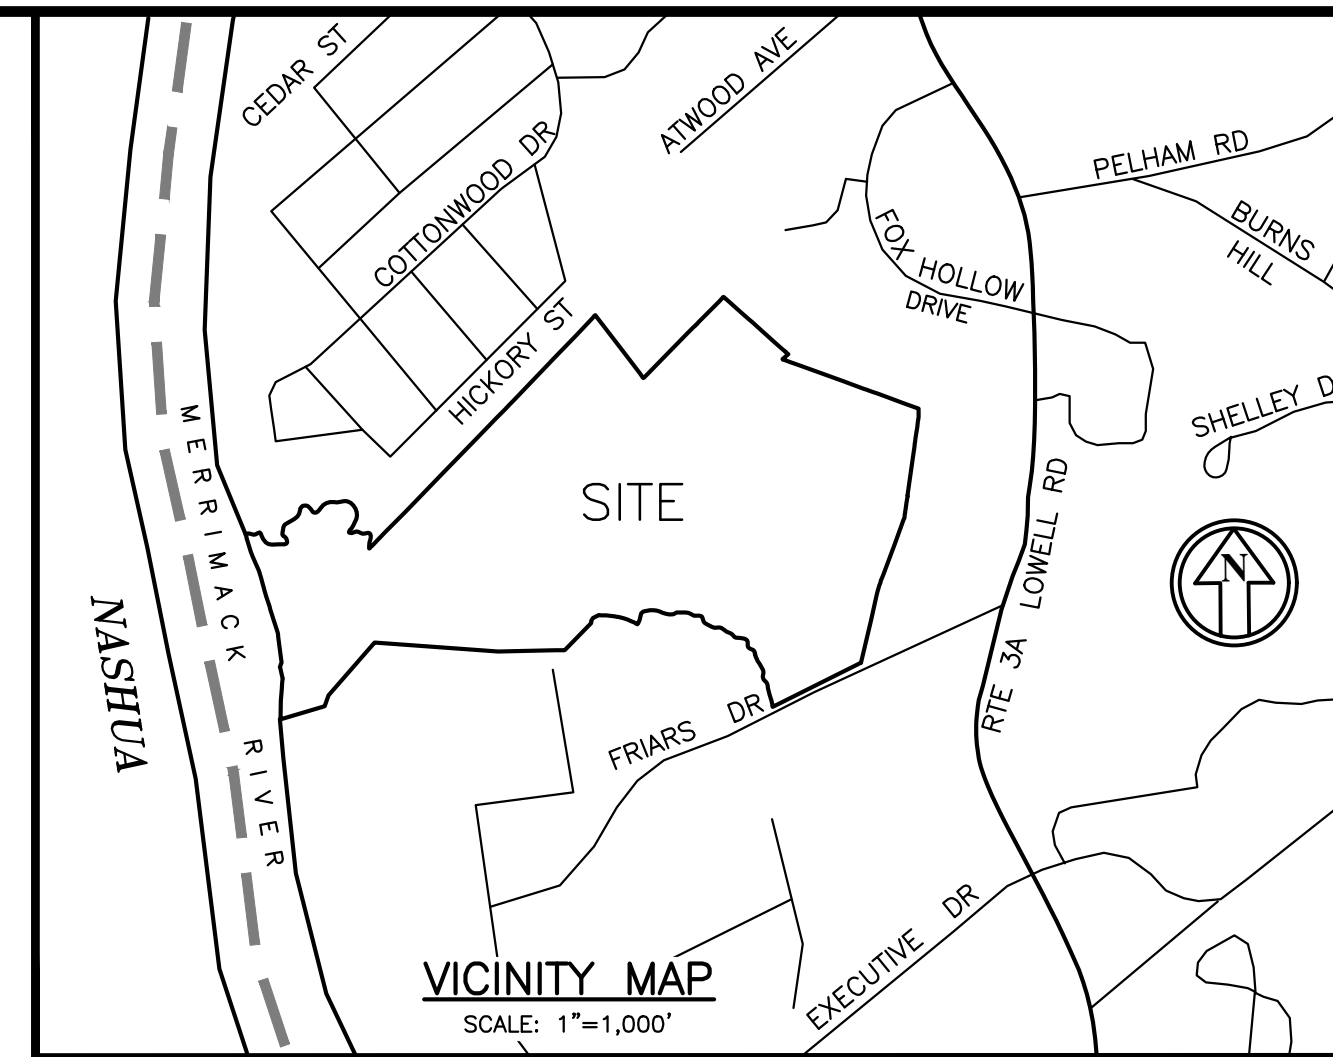 CEDAR ST
ATWOOD AVE
COTTONWOOD DR
PELHAM RD
BURNS
HILL
FOX HOLLOW
DRIVE
HICKORY ST
SHELLEY D
MERRIMACK RIVER
SITE
RTE 3A LOWELL RD
N
NASHUA
FRIARS DR
EXECUTIVE DR
VICINITY MAP
SCALE: 1"=1,000'